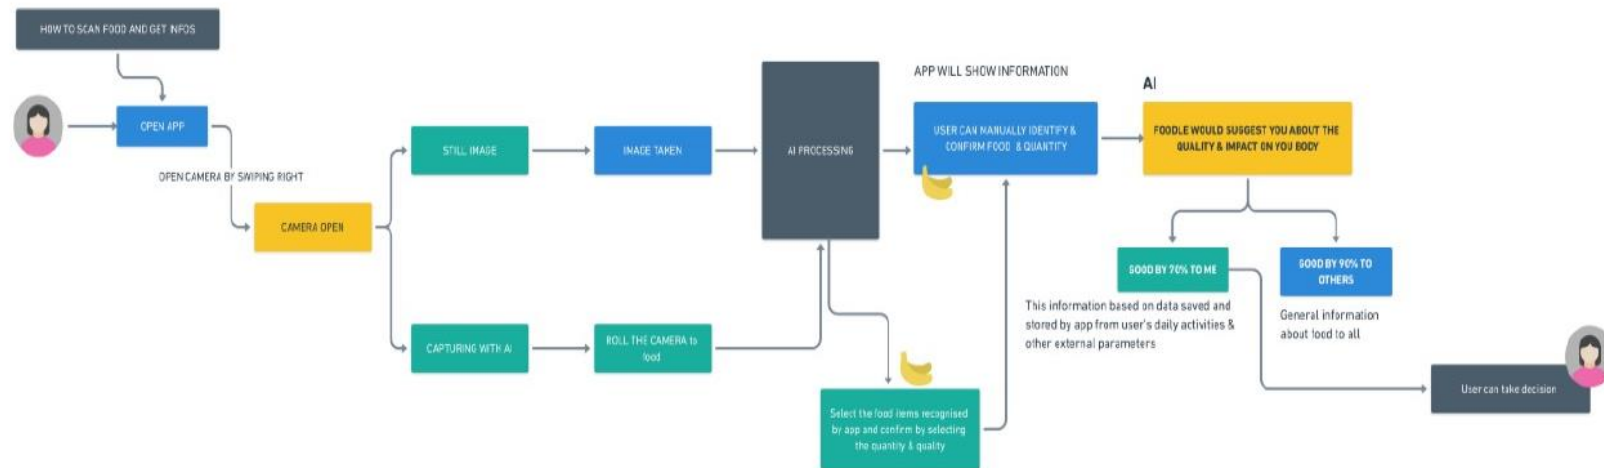 HOW TO SCAN FOOD AND GET INFOS
OPEN APP
OPEN CAMERA BY SWIPING RIGHT
CAMERA OPEN
STILL IMAGE
IMAGE TAKEN
CAPTURING WITH AI
ROLL THE CAMERA to
food
AI PROCESSING
Select the food items recognised
by app and confirm by selecting
the quantity & quality
APP WILL SHOW INFORMATION
USER CAN MANUALLY IDENTIFY &
CONFIRM FOOD & QUANTITY
AI
FOODLE WOULD SUGGEST YOU ABOUT THE
QUALITY & IMPACT ON YOU BODY
GOOD BY 70% TO ME
This information based on data saved and
stored by app from user's daily activities &
other external parameters
GOOD BY 90% TO
OTHERS
General information
about food to all
User can take decision